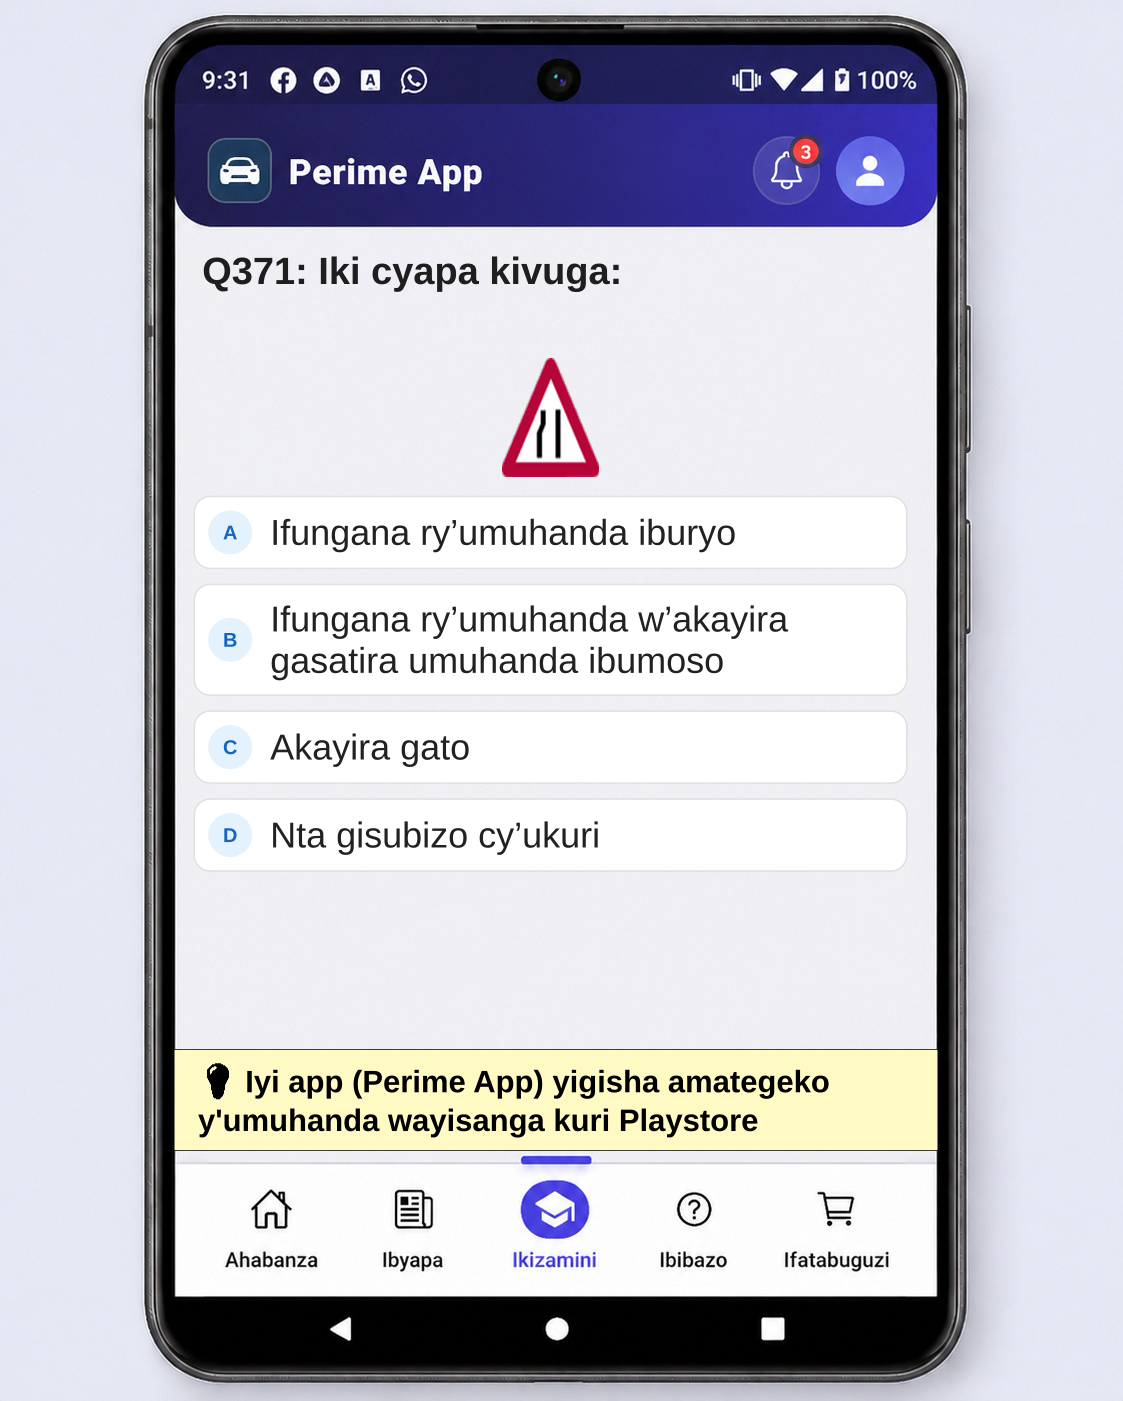 9:31
100%
Perime App
3
Q371: Iki cyapa kivuga:
A Ifungana ry’umuhanda iburyo
B Ifungana ry’umuhanda w’akayira
gasatira umuhanda ibumoso
C Akayira gato
D Nta gisubizo cy’ukuri
Iyi app (Perime App) yigisha amategeko
y'umuhanda wayisanga kuri Playstore
Ahabanza Ibyapa Ikizamini Ibibazo Ifatabuguzi